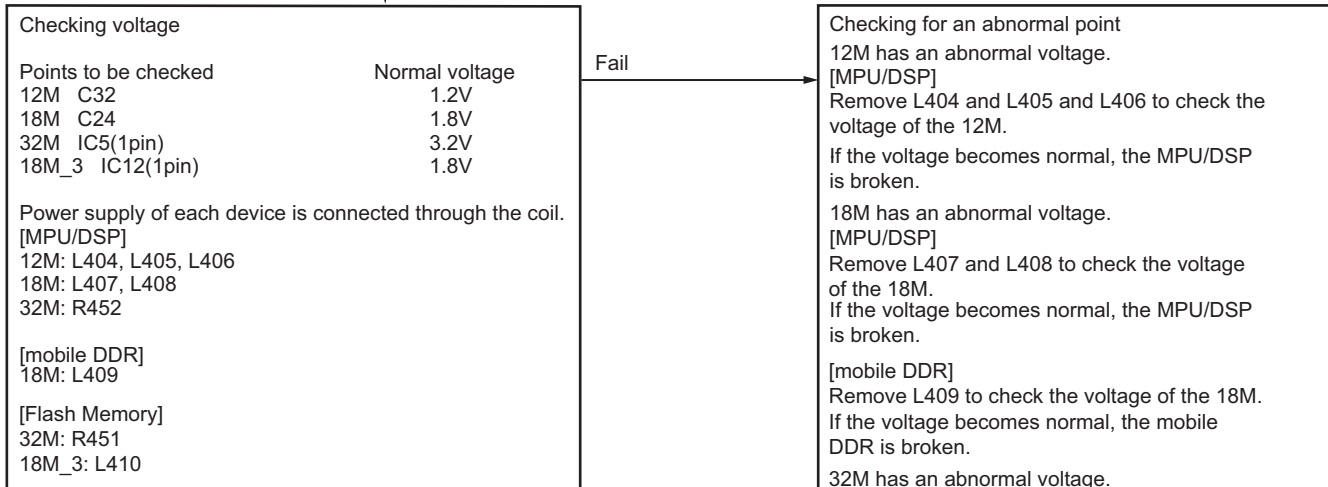 Checking voltage
Points to be checked Normal voltage
12M C32 1.2V
18M C24 1.8V
32M IC5(1pin) 3.2V
18M_3 IC12(1pin) 1.8V
Power supply of each device is connected through the coil.
[MPU/DSP]
12M: L404, L405, L406
18M: L407, L408
32M: R452
[mobile DDR]
18M: L409
[Flash Memory]
32M: R451
18M_3: L410
Fail
Checking for an abnormal point
12M has an abnormal voltage.
[MPU/DSP]
Remove L404 and L405 and L406 to check the
voltage of the 12M.
If the voltage becomes normal, the MPU/DSP
is broken.
18M has an abnormal voltage.
[MPU/DSP]
Remove L407 and L408 to check the voltage
of the 18M.
If the voltage becomes normal, the MPU/DSP
is broken.
[mobile DDR]
Remove L409 to check the voltage of the 18M.
If the voltage becomes normal, the mobile
DDR is broken.
32M has an abnormal voltage.